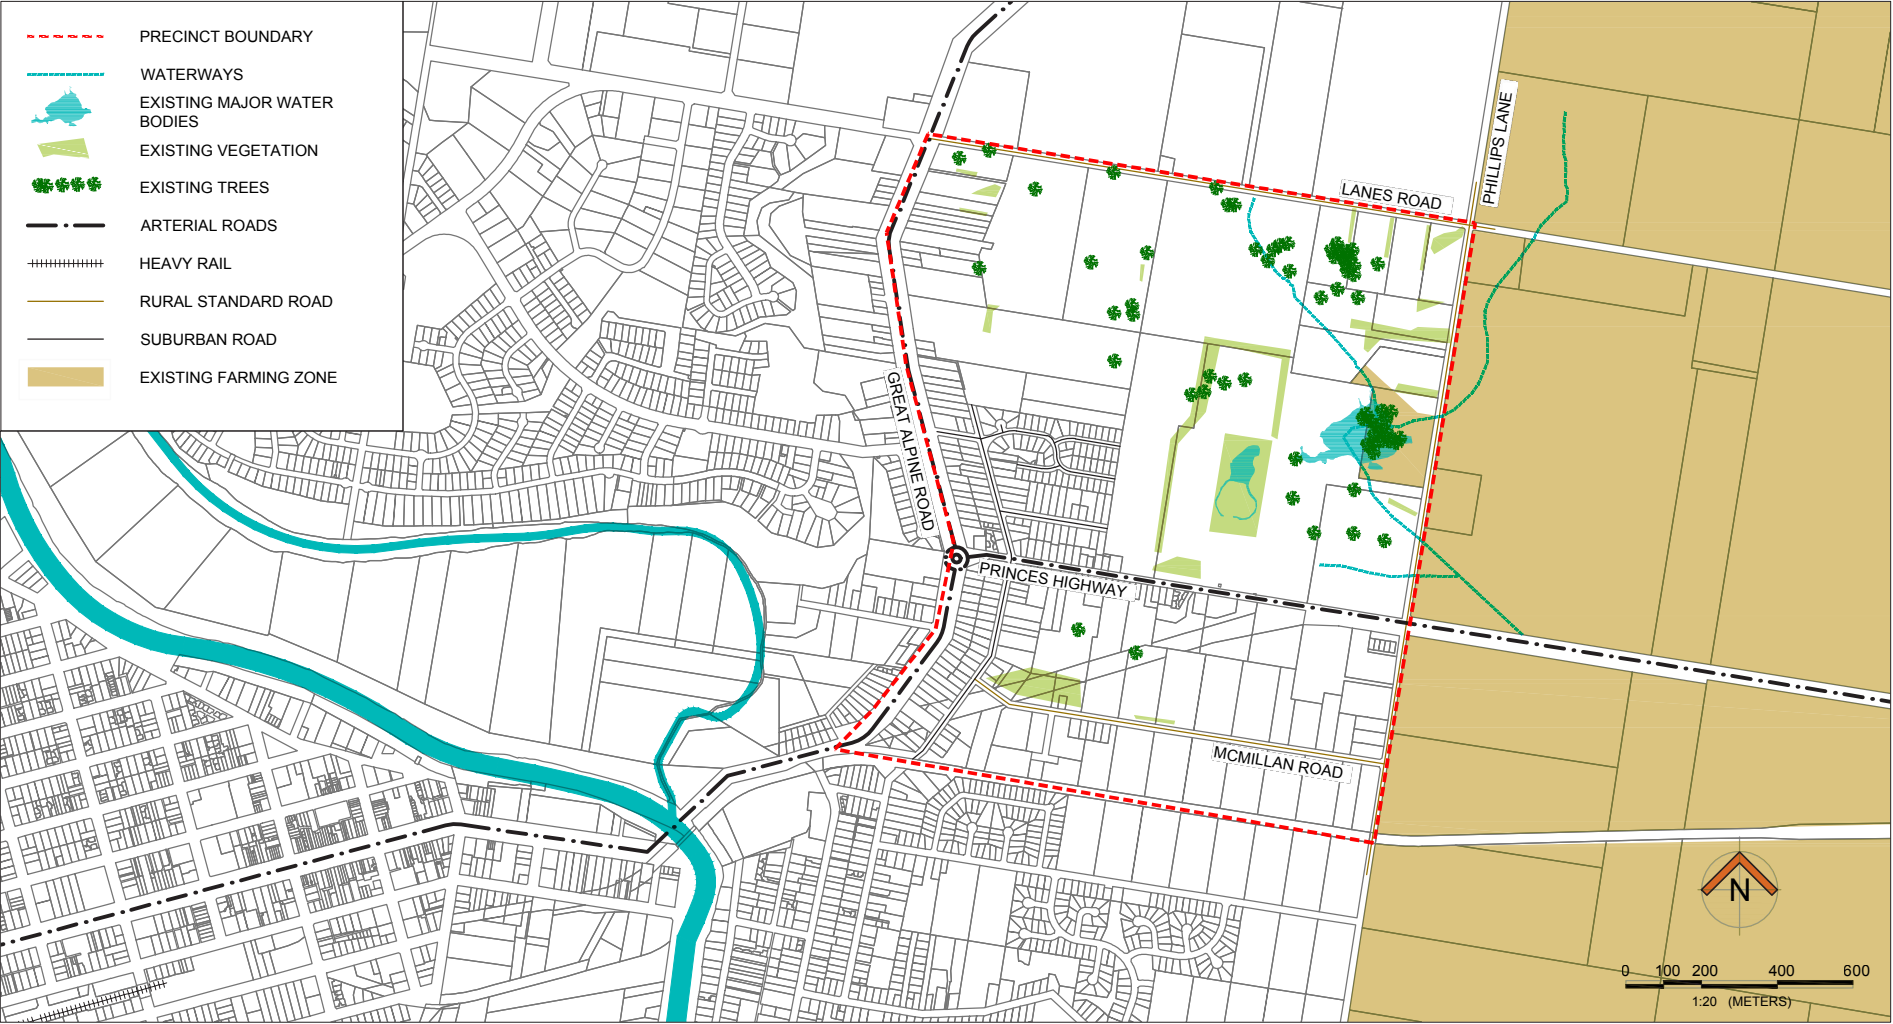 PRECINCT BOUNDARY
WATERWAYS
EXISTING MAJOR WATER
BODIES
EXISTING VEGETATION
EXISTING TREES
ARTERIAL ROADS
HEAVY RAIL
RURAL STANDARD ROAD
SUBURBAN ROAD
EXISTING FARMING ZONE
PHILLIPS LANE
LANES ROAD
GREAT ALPINE ROAD
PRINCES HIGHWAY
MCMILLAN ROAD
N
0 100 200 400 600
1:20 (METERS)